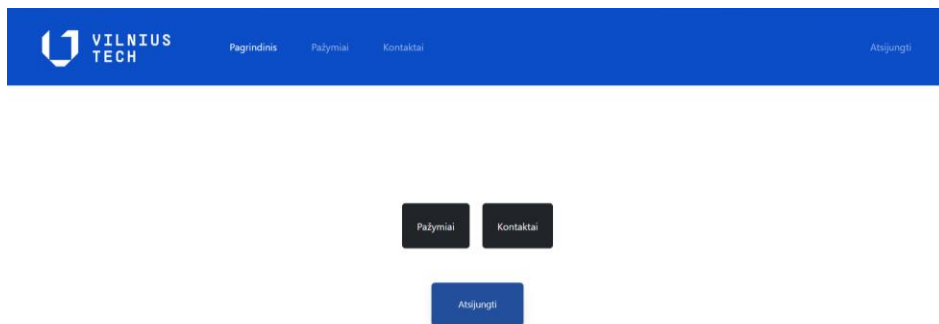 VILNIUS
TECH
Pagrindinis Pažymiai Kontaktai Atsijungti
Pažymiai Kontaktai
Atsijungti